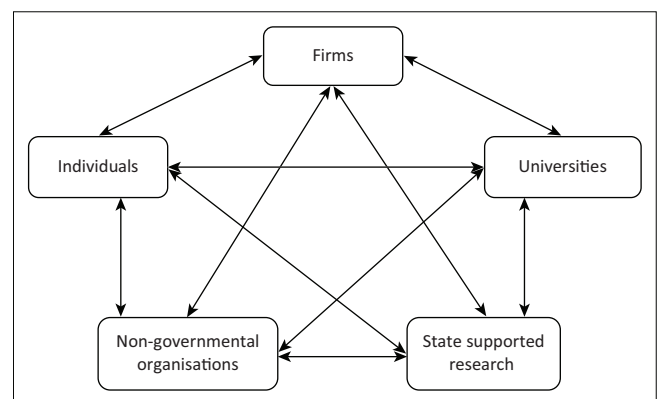 Firms
Individuals
Universities
Non-governmental
organisations
State supported
research